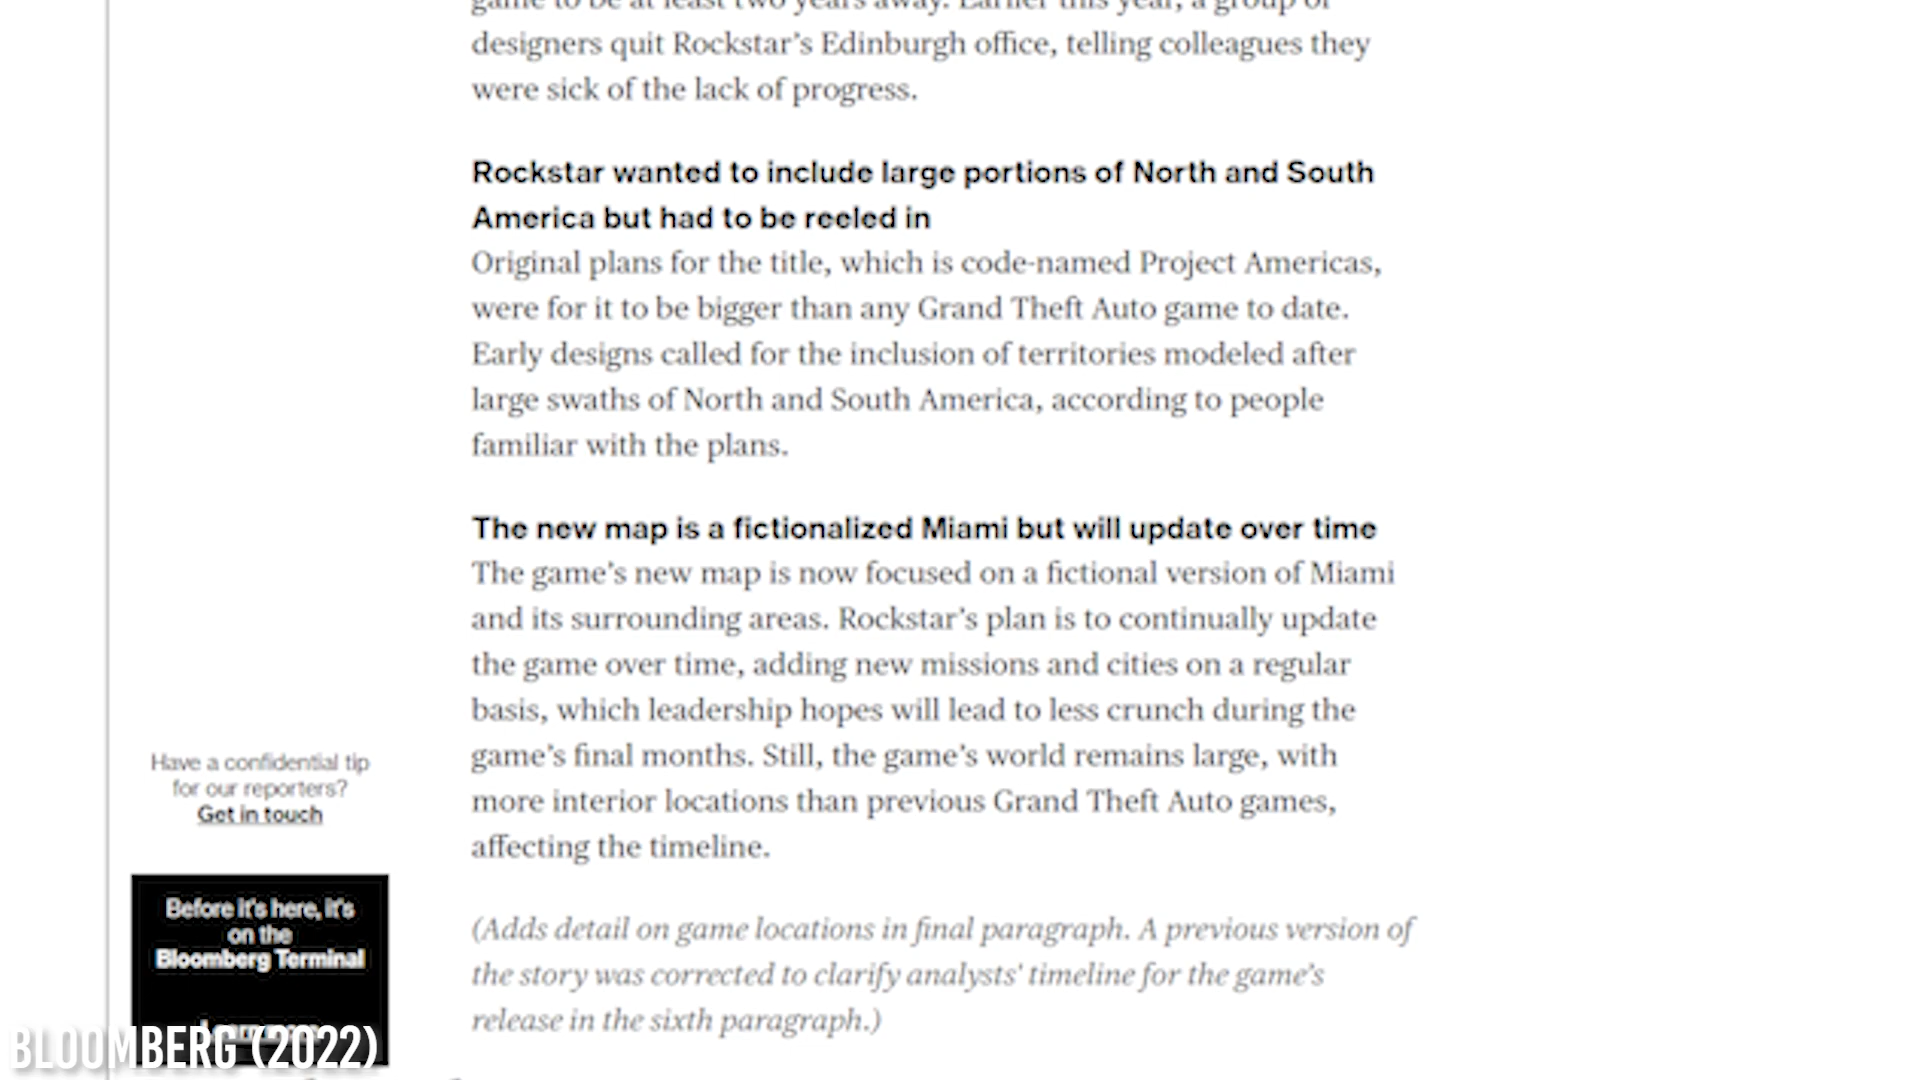 game to be at least two years away. Earlier this year, a group of
designers quit Rockstar’s Edinburgh office, telling colleagues they
were sick of the lack of progress.
Rockstar wanted to include large portions of North and South
America but had to be reeled in
Original plans for the title, which is code-named Project Americas,
were for it to be bigger than any Grand Theft Auto game to date.
Early designs called for the inclusion of territories modeled after
large swaths of North and South America, according to people
familiar with the plans.
The new map is a fictionalized Miami but will update over time
The game’s new map is now focused on a fictional version of Miami
and its surrounding areas. Rockstar’s plan is to continually update
the game over time, adding new missions and cities on a regular
basis, which leadership hopes will lead to less crunch during the
game’s final months. Still, the game’s world remains large, with
more interior locations than previous Grand Theft Auto games,
affecting the timeline.
(Adds detail on game locations in final paragraph. A previous version of
the story was corrected to clarify analysts' timeline for the game’s
release in the sixth paragraph.)
Have a confidential tip
for our reporters?
Get in touch
Before it's here, it's
on the
Bloomberg Terminal
BLOOMBERG (2022)